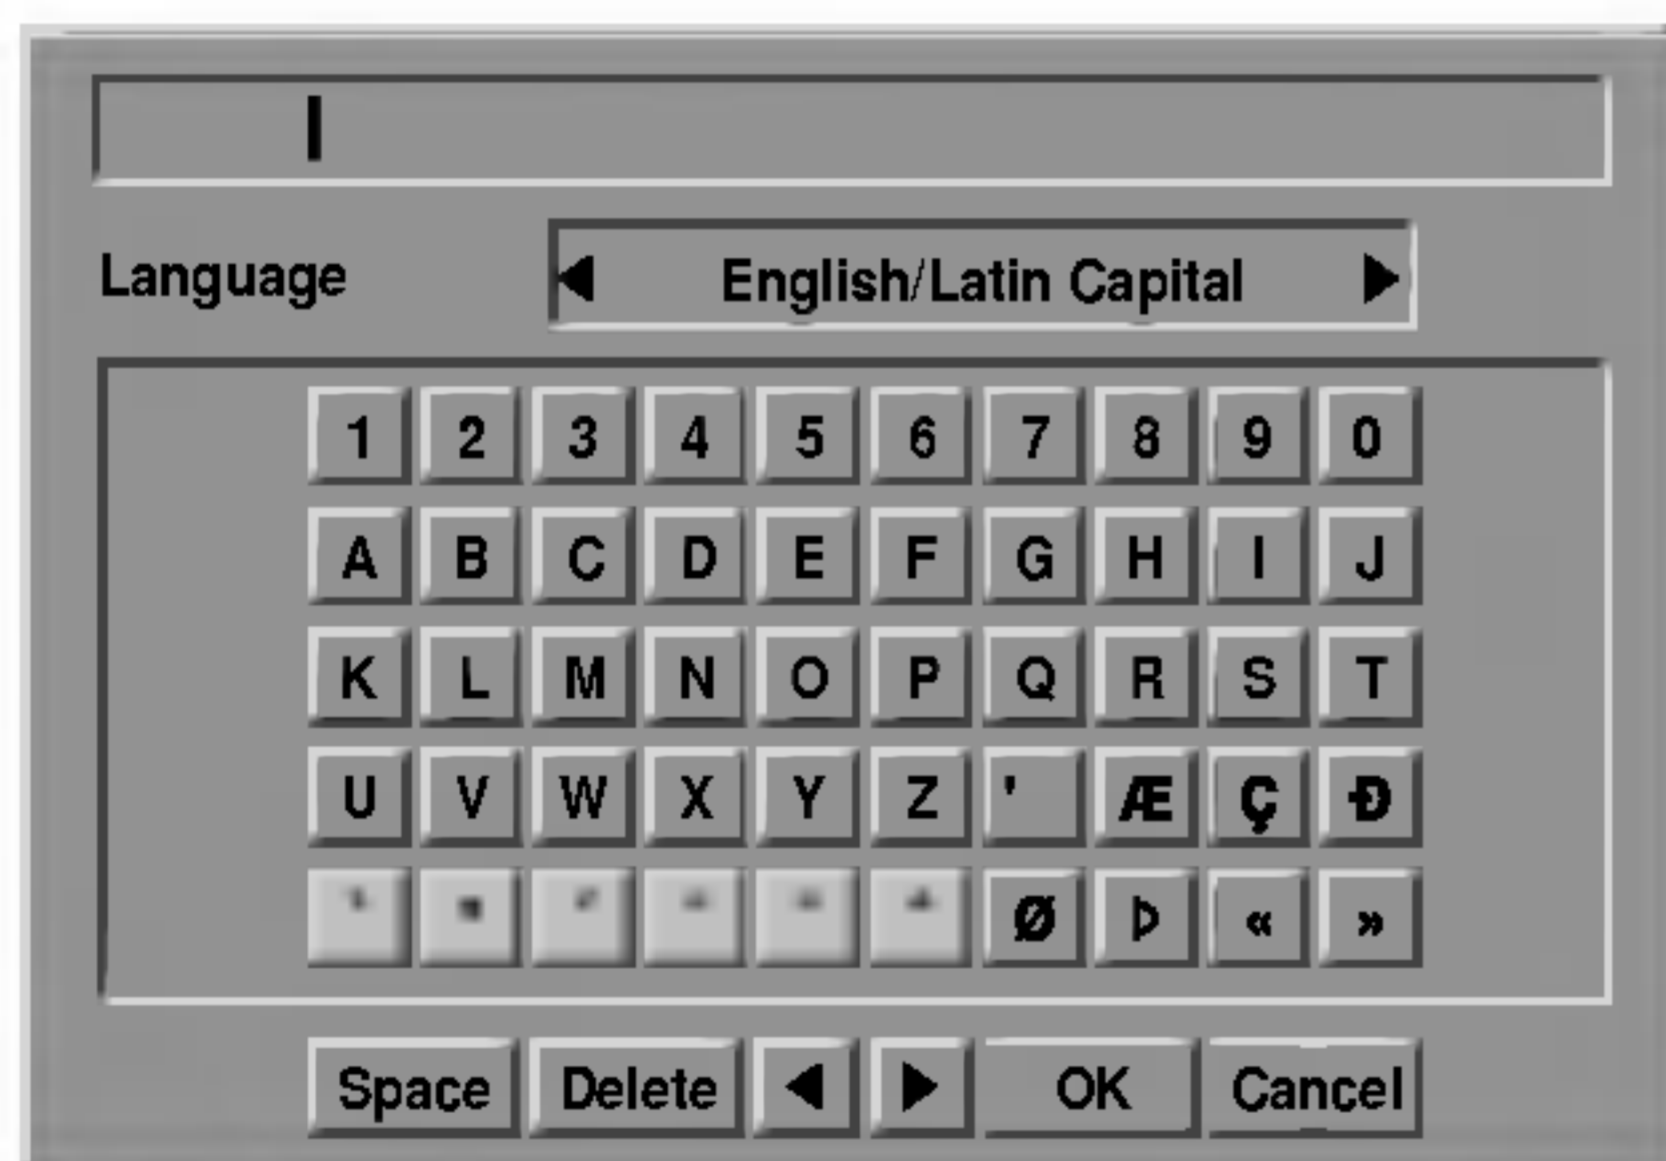 Language English/Latin Capital
1 2 3 4 5 6 7 8 9 0
A B C D E F G H I J
K L M N O P Q R S T
U V W X Y Z ' Æ Ç Đ
Ø Þ « »
Space Delete OK Cancel